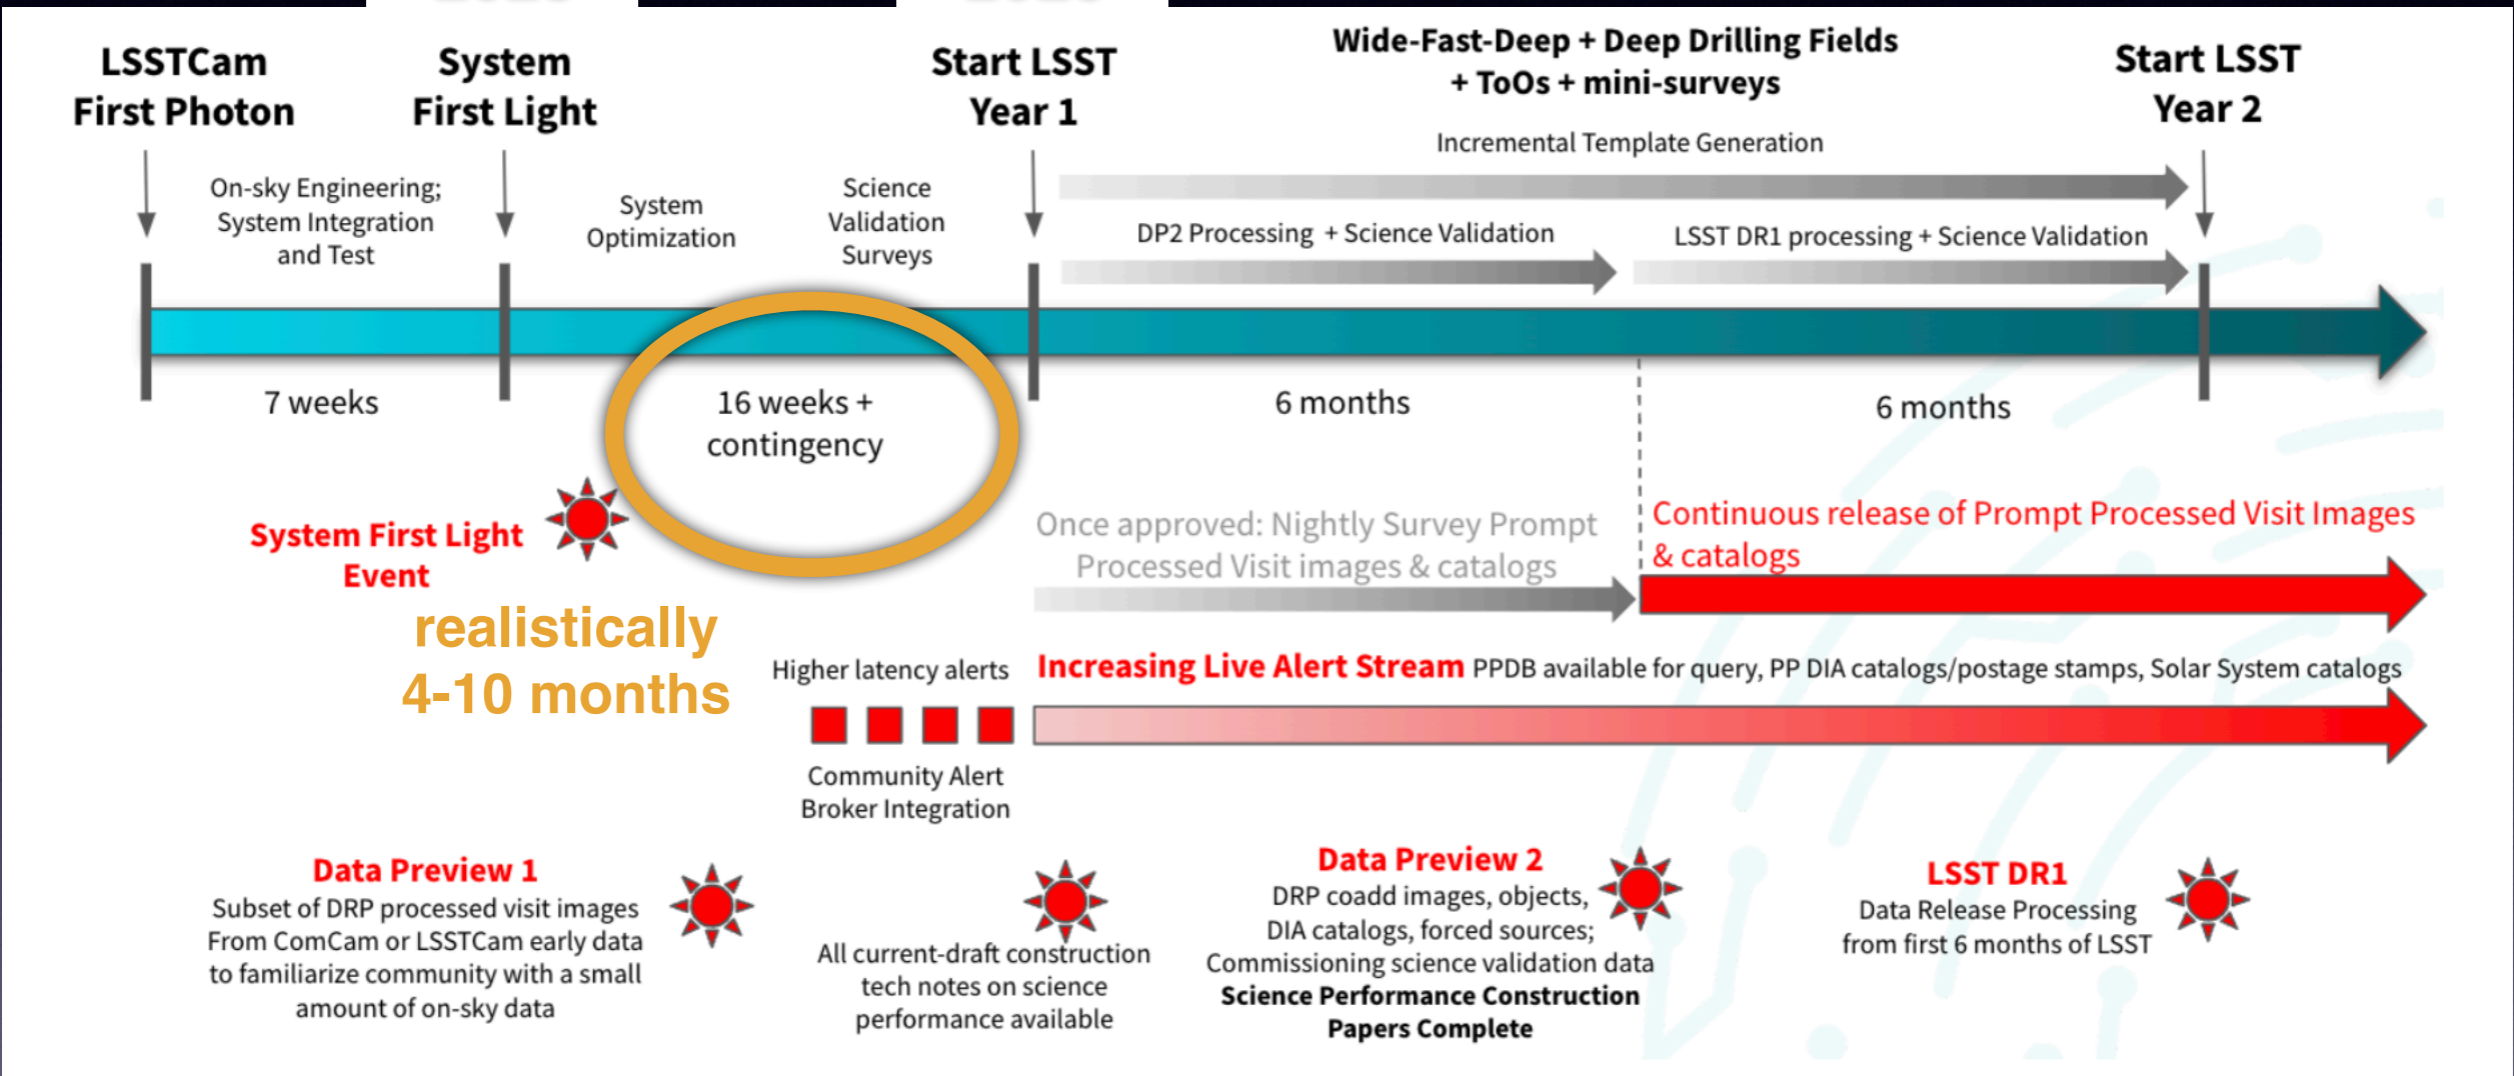 LSSTCam
First Photon
System
First Light
Start LSST
Year 1
Wide-Fast-Deep + Deep Drilling Fields
+ ToOs + mini-surveys
Start LSST
Year 2
Incremental Template Generation
On-sky Engineering;
System Integration
and Test
System
Optimization
Science
Validation
Surveys
DP2 Processing + Science Validation
LSST DR1 processing + Science Validation
7 weeks
16 weeks +
contingency
6 months
6 months
System First Light
Event
realistically
4-10 months
Once approved: Nightly Survey Prompt
Processed Visit images & catalogs
Continuous release of Prompt Processed Visit Images
& catalogs
Higher latency alerts
Increasing Live Alert Stream PPDB available for query, PP DIA catalogs/postage stamps, Solar System catalogs
Community Alert
Broker Integration
Data Preview 1
Subset of DRP processed visit images
From ComCam or LSSTCam early data
to familiarize community with a small
amount of on-sky data
All current-draft construction
tech notes on science
performance available
Data Preview 2
DRP coadd images, objects,
DIA catalogs, forced sources;
Commissioning science validation data
Science Performance Construction
Papers Complete
LSST DR1
Data Release Processing
from first 6 months of LSST